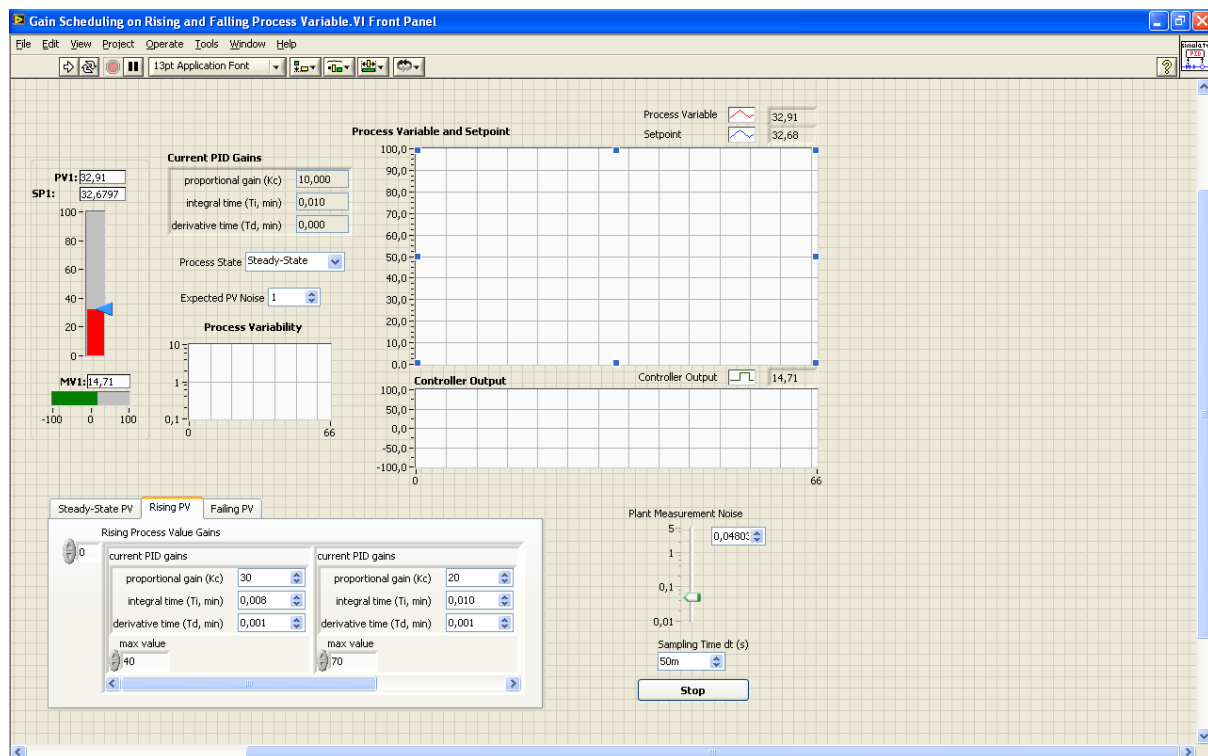 Gain Scheduling on Rising and Falling Process Variable.VI Front Panel
File Edit View Project Operate Tools Window Help
13pt Application Font
simulate
PID
Process Variable 32,91
Setpoint 32,68
Process Variable and Setpoint
100,0
90,0
80,0
70,0
60,0
50,0
40,0
30,0
20,0
10,0
0,0
Current PID Gains
proportional gain (Kc) 10,000
integral time (Ti, min) 0,010
derivative time (Td, min) 0,000
PV1: 32,91
SP1: 32,6797
100
80
60
40
20
0
Process State Steady-State
Expected PV Noise 1
Process Variability
10
1
0,1
0 66
MV1: 14,71
-100 0 100
Controller Output
Controller Output 14,71
100,0
50,0
0,0
-50,0
-100,0
0 66
Steady-State PV Rising PV Failing PV
Rising Process Value Gains
0
current PID gains
proportional gain (Kc) 30
integral time (Ti, min) 0,008
derivative time (Td, min) 0,001
max value
40
current PID gains
proportional gain (Kc) 20
integral time (Ti, min) 0,010
derivative time (Td, min) 0,001
max value
70
Plant Measurement Noise
5
1
0,1
0,01
Sampling Time dt (s)
50m
Stop